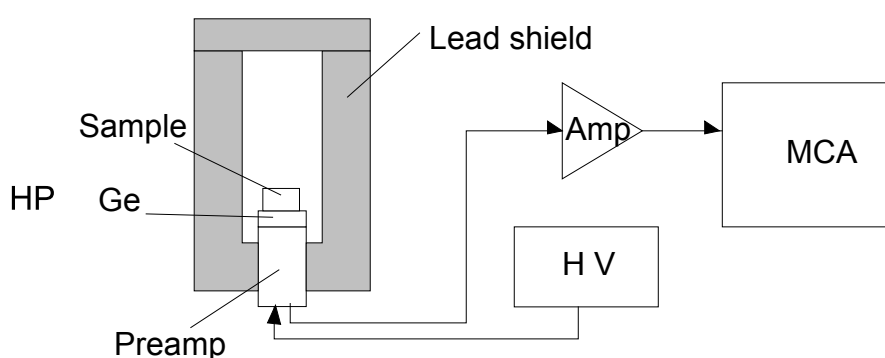 Lead shield
Sample
Amp
MCA
HP Ge
H V
Preamp